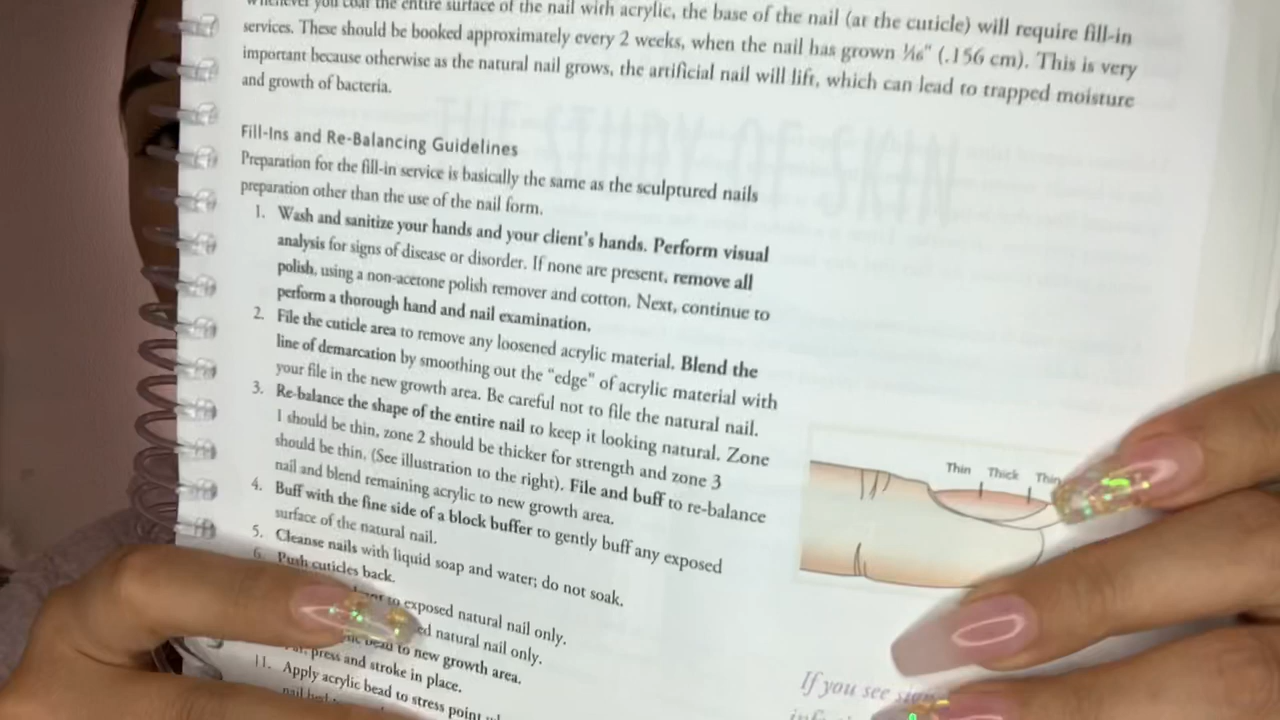 Whenever you coat the entire surface of the nail with acrylic, the base of the nail (at the cuticle) will require fill-in
services. These should be booked approximately every 2 weeks, when the nail has grown 1⁄16" (.156 cm). This is very
important because otherwise as the natural nail grows, the artificial nail will lift, which can lead to trapped moisture
and growth of bacteria.
Fill-Ins and Re-Balancing Guidelines
Preparation for the fill-in service is basically the same as the sculptured nails
preparation other than the use of the nail form.
1. Wash and sanitize your hands and your client's hands. Perform visual
analysis for signs of disease or disorder. If none are present, remove all
polish, using a non-acetone polish remover and cotton. Next, continue to
perform a thorough hand and nail examination.
2. File the cuticle area to remove any loosened acrylic material. Blend the
line of demarcation by smoothing out the "edge" of acrylic material with
your file in the new growth area. Be careful not to file the natural nail.
3. Re-balance the shape of the entire nail to keep it looking natural. Zone
1 should be thin, zone 2 should be thicker for strength and zone 3
should be thin. (See illustration to the right). File and buff to re-balance
nail and blend remaining acrylic to new growth area.
4. Buff with the fine side of a block buffer to gently buff any exposed
surface of the natural nail.
5. Cleanse nails with liquid soap and water; do not soak.
6. Push cuticles back.
to exposed natural nail only.
natural nail only.
bead to new growth area.
press and stroke in place.
11. Apply acrylic bead to stress point
nail
Thin Thick Thin
If you see